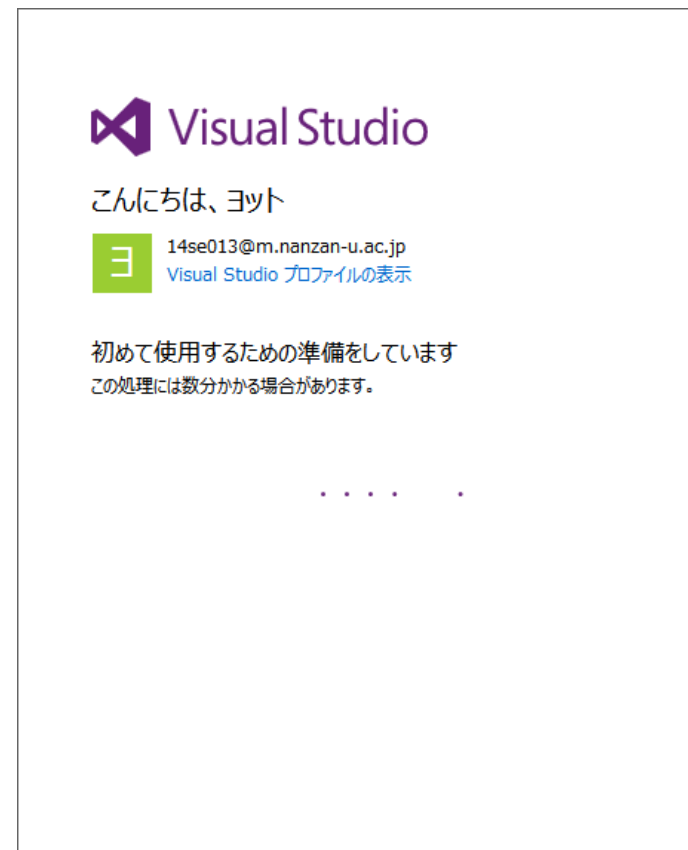 Visual Studio
こんにちは、ヨット
ヨ
14se013@m.nanzan-u.ac.jp
Visual Studio プロファイルの表示
初めて使用するための準備をしています
この処理には数分かかる場合があります。